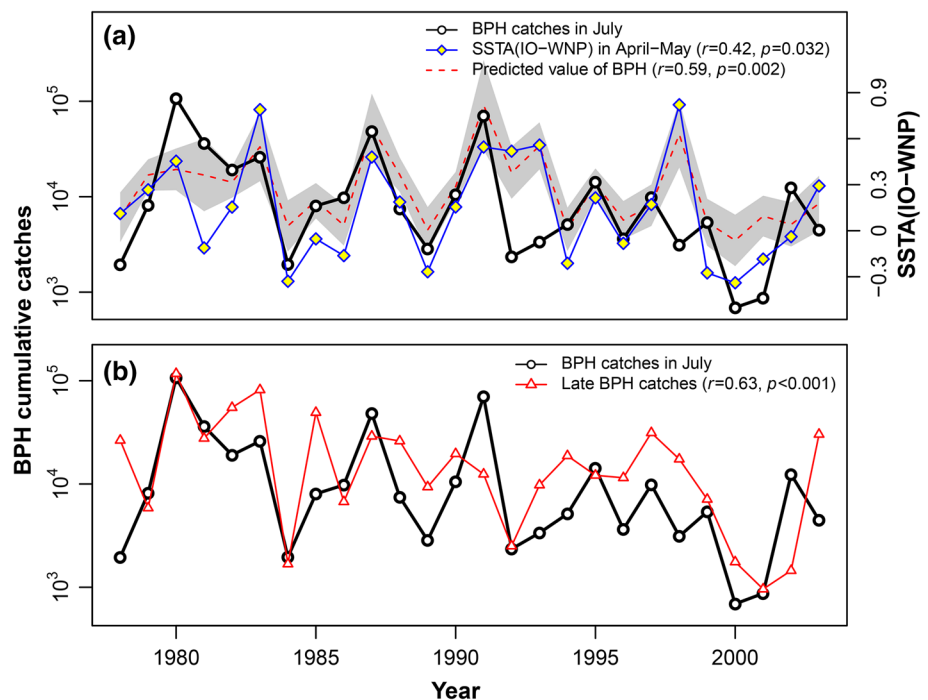 (a)
BPH catches in July
SSTA(IO−WNP) in April−May (r=0.42, p=0.032)
Predicted value of BPH (r=0.59, p=0.002)
10^5
10^4
10^3
0.9
0.3
0
−0.3
SSTA(IO−WNP)
BPH cumulative catches
(b)
BPH catches in July
Late BPH catches (r=0.63, p<0.001)
10^5
10^4
10^3
1980 1985 1990 1995 2000
Year